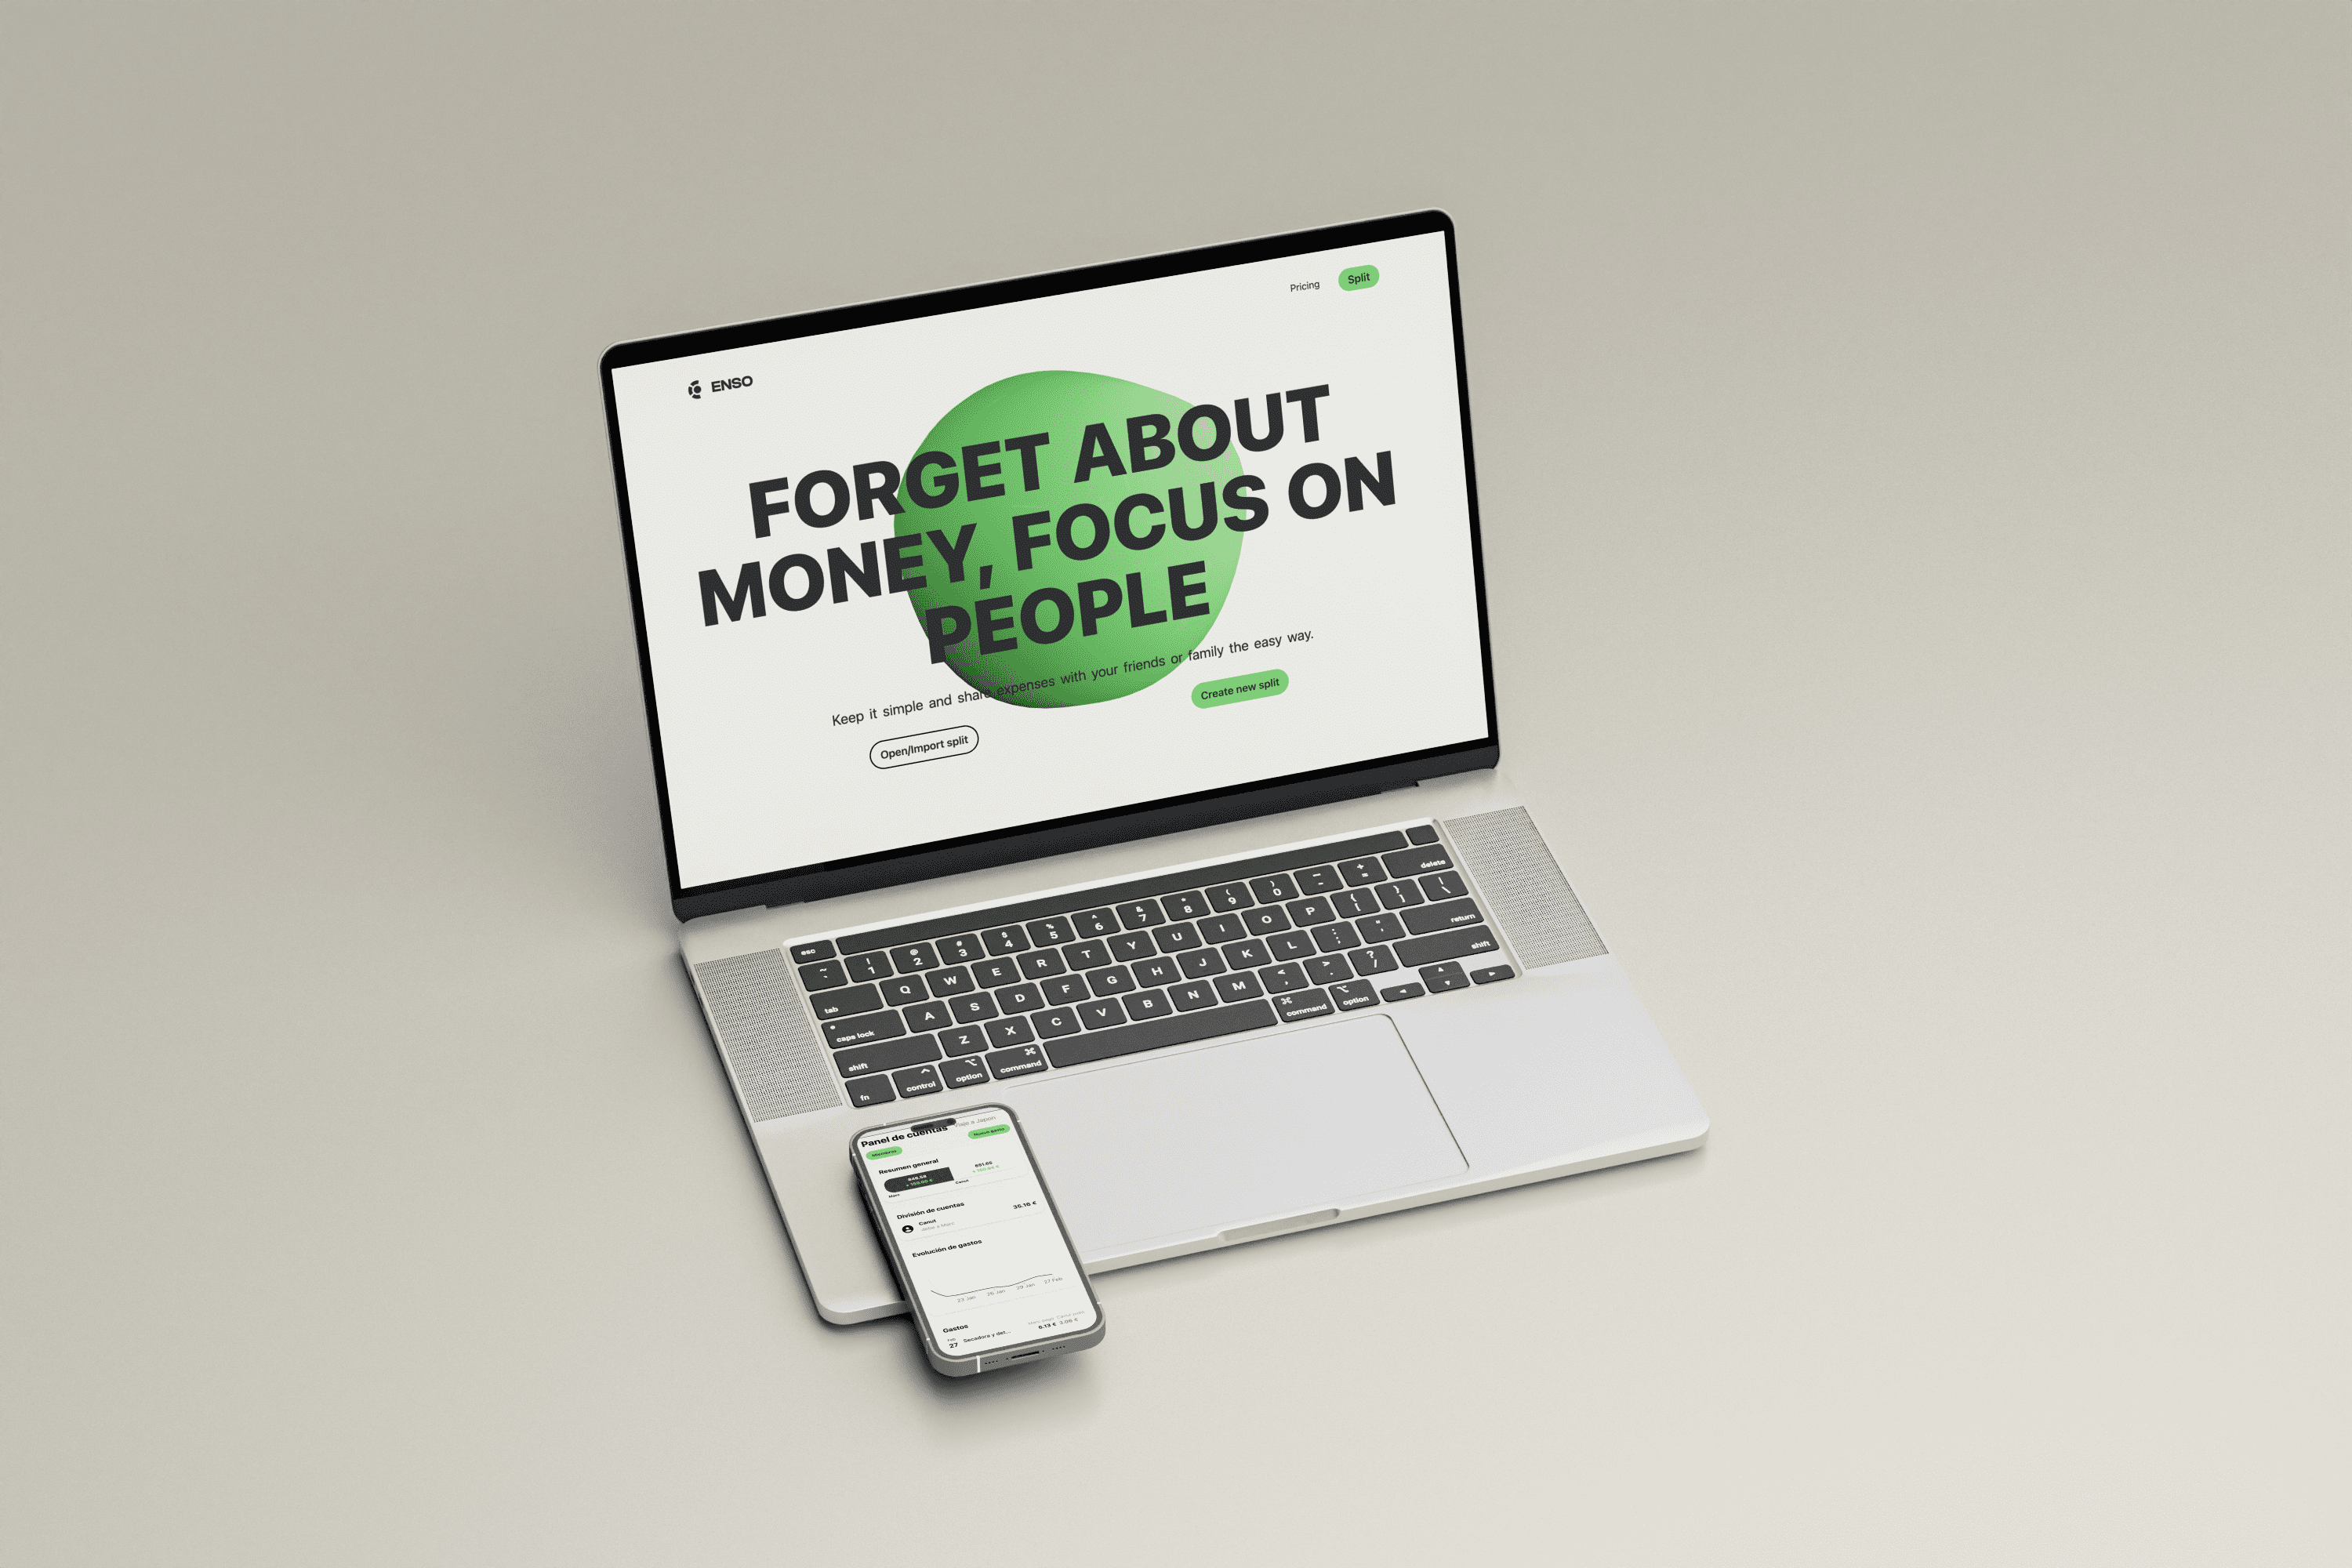 Pricing
Split
ENSO
FORGET ABOUT
MONEY, FOCUS ON
PEOPLE
Keep it simple and share expenses with your friends or family the easy way.
Open/Import split
Create new split
esc
~ ! @ # $ % ^ & * ( ) — +
` 1 2 3 4 5 6 7 8 9 0 - = delete
tab Q W E R T Y U I O P { [ } ] | \
caps lock A S D F G H J K L : ; " ' return
shift Z X C V B N M < , > . ? / shift
fn control option command command option
Panel de cuentas
Viaje a Japón
Miembros
Nuevo gasto
Resumen general
Marc
Canut
División de cuentas
Canut
debe a Marc
35.16 €
Evolución de gastos
23 Jan
26 Jan
29 Jan
27 Feb
Gastos
Feb
27
Secadora y det...
6.13 €
3.06 €